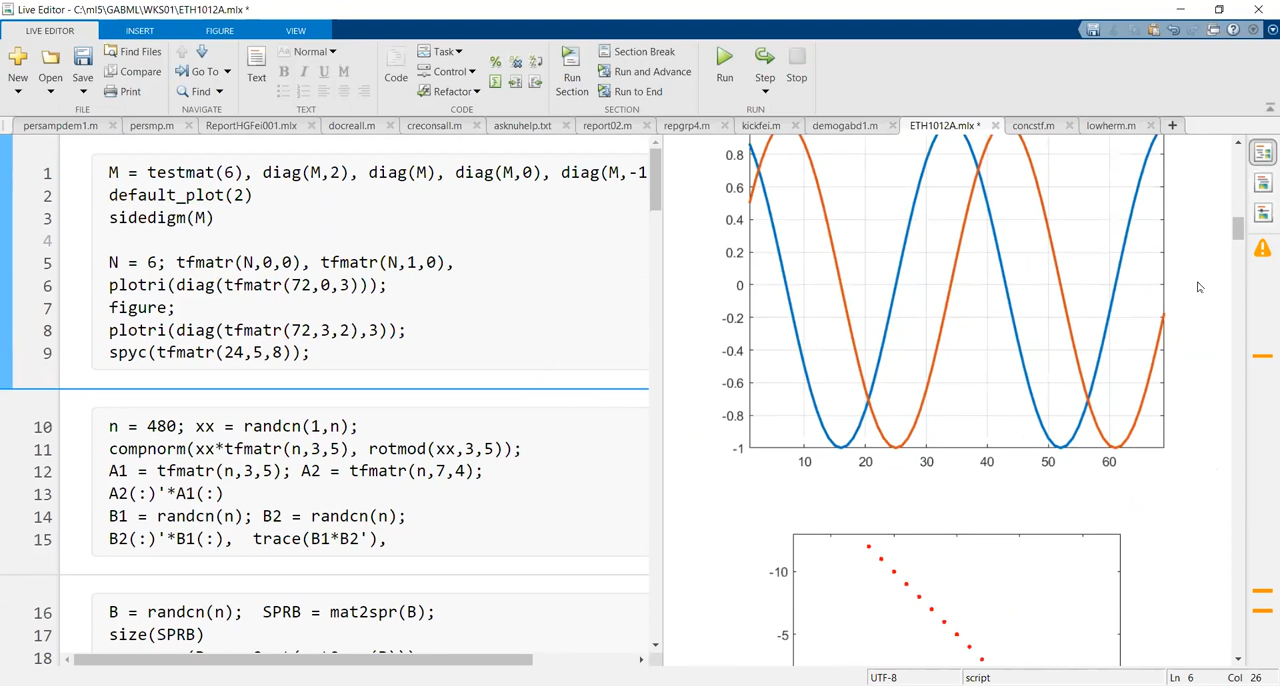 Live Editor - C:\ml5\GABML\WKS01\ETH1012A.mlx *
LIVE EDITOR INSERT FIGURE VIEW
New Open Save Find Files Compare Print
Go To Find
Text Normal B I U M
Code Task Control Refactor
Run Section Section Break Run and Advance Run to End
Run Step Stop
FILE NAVIGATE TEXT CODE SECTION RUN
persampdem1.m persmp.m ReportHGFei001.mlx docreall.m creconsall.m asknuhelp.txt report02.m repgrp4.m kickfei.m demogabd1.m ETH1012A.mlx * concstf.m lowherm.m
1 M = testmat(6), diag(M,2), diag(M), diag(M,0), diag(M,-1
2 default_plot(2)
3 sidedigm(M)
4
5 N = 6; tfmatr(N,0,0), tfmatr(N,1,0),
6 plotri(diag(tfmatr(72,0,3)));
7 figure;
8 plotri(diag(tfmatr(72,3,2),3));
9 spyc(tfmatr(24,5,8));
10 n = 480; xx = randcn(1,n);
11 compnorm(xx*tfmatr(n,3,5), rotmod(xx,3,5));
12 A1 = tfmatr(n,3,5); A2 = tfmatr(n,7,4);
13 A2(:)'*A1(:)
14 B1 = randcn(n); B2 = randcn(n);
15 B2(:)'*B1(:), trace(B1*B2'),
16 B = randcn(n); SPRB = mat2spr(B);
17 size(SPRB)
18
0.8
0.6
0.4
0.2
0
-0.2
-0.4
-0.6
-0.8
-1
10 20 30 40 50 60
-10
-5
UTF-8 script Ln 6 Col 26